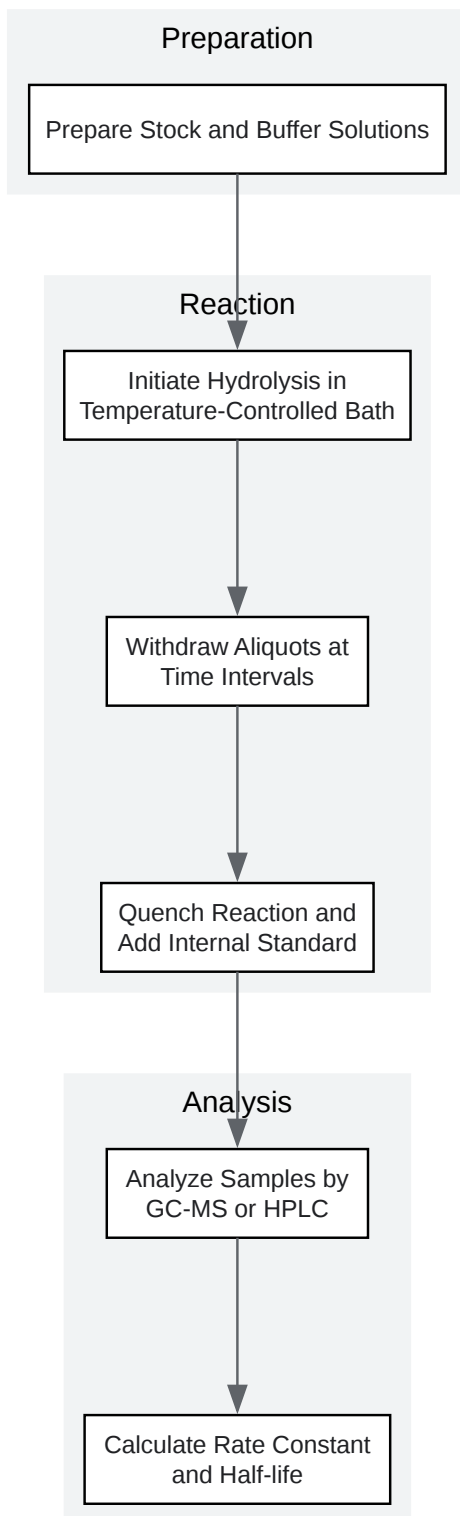 Preparation
Prepare Stock and Buffer Solutions
Reaction
Initiate Hydrolysis in
Temperature-Controlled Bath
Withdraw Aliquots at
Time Intervals
Quench Reaction and
Add Internal Standard
Analysis
Analyze Samples by
GC-MS or HPLC
Calculate Rate Constant
and Half-life